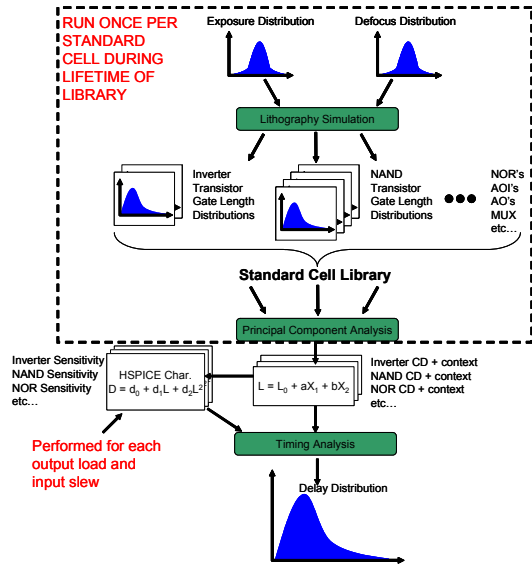 RUN ONCE PER
STANDARD
CELL DURING
LIFETIME OF
LIBRARY
Exposure Distribution
Defocus Distribution
Lithography Simulation
Inverter
Transistor
Gate Length
Distributions
NAND
Transistor
Gate Length
Distributions
NOR's
AOI's
AO's
MUX
etc…
Standard Cell Library
Principal Component Analysis
Inverter Sensitivity
NAND Sensitivity
NOR Sensitivity
etc…
HSPICE Char.
D = d0 + d1L + d2L2
L = L0 + aX1 + bX2
Inverter CD + context
NAND CD + context
NOR CD + context
etc…
Performed for each
output load and
input slew
Timing Analysis
Delay Distribution